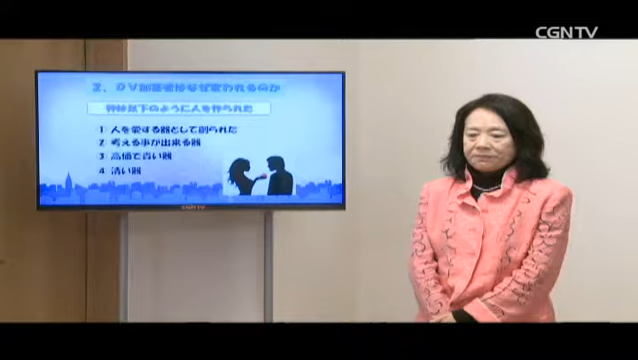 CGNTV
2、DV加害者はなぜ変われるのか
神は以下のように人を作られた
1 人を愛する器として創られた
2 考える事が出来る器
3 高価で貴い器
4 清い器
CGNTV